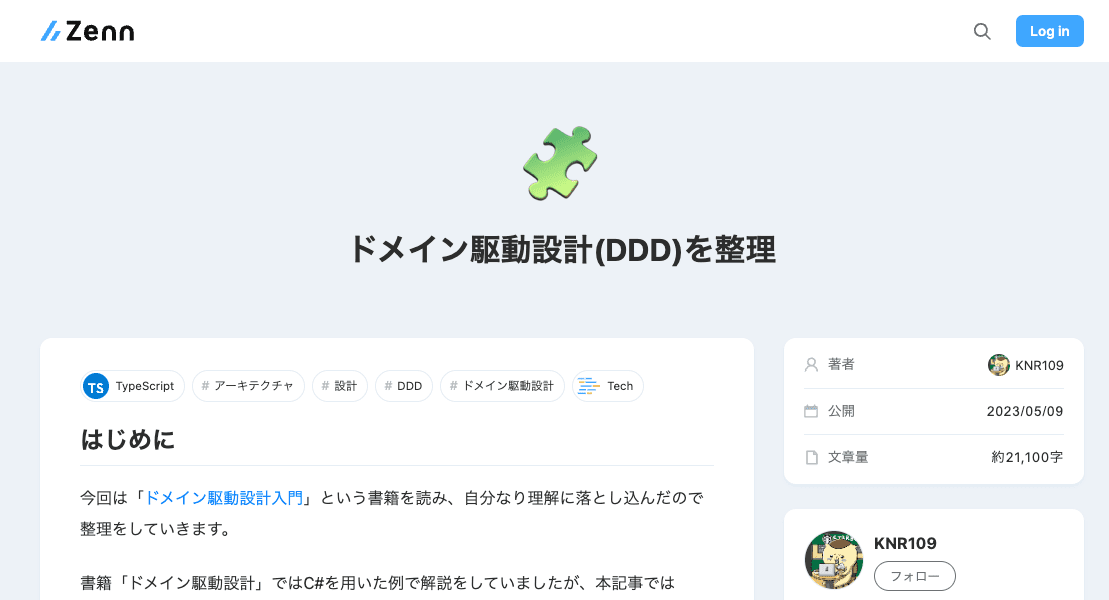 Zenn
Log in
ドメイン駆動設計(DDD)を整理
TS TypeScript # アーキテクチャ # 設計 # DDD # ドメイン駆動設計 Tech
はじめに
今回は「ドメイン駆動設計入門」という書籍を読み、自分なり理解に落とし込んだので
整理をしていきます。
書籍「ドメイン駆動設計」ではC#を用いた例で解説をしていましたが、本記事では
著者 KNR109
公開 2023/05/09
文章量 約21,100字
KNR109
フォロー